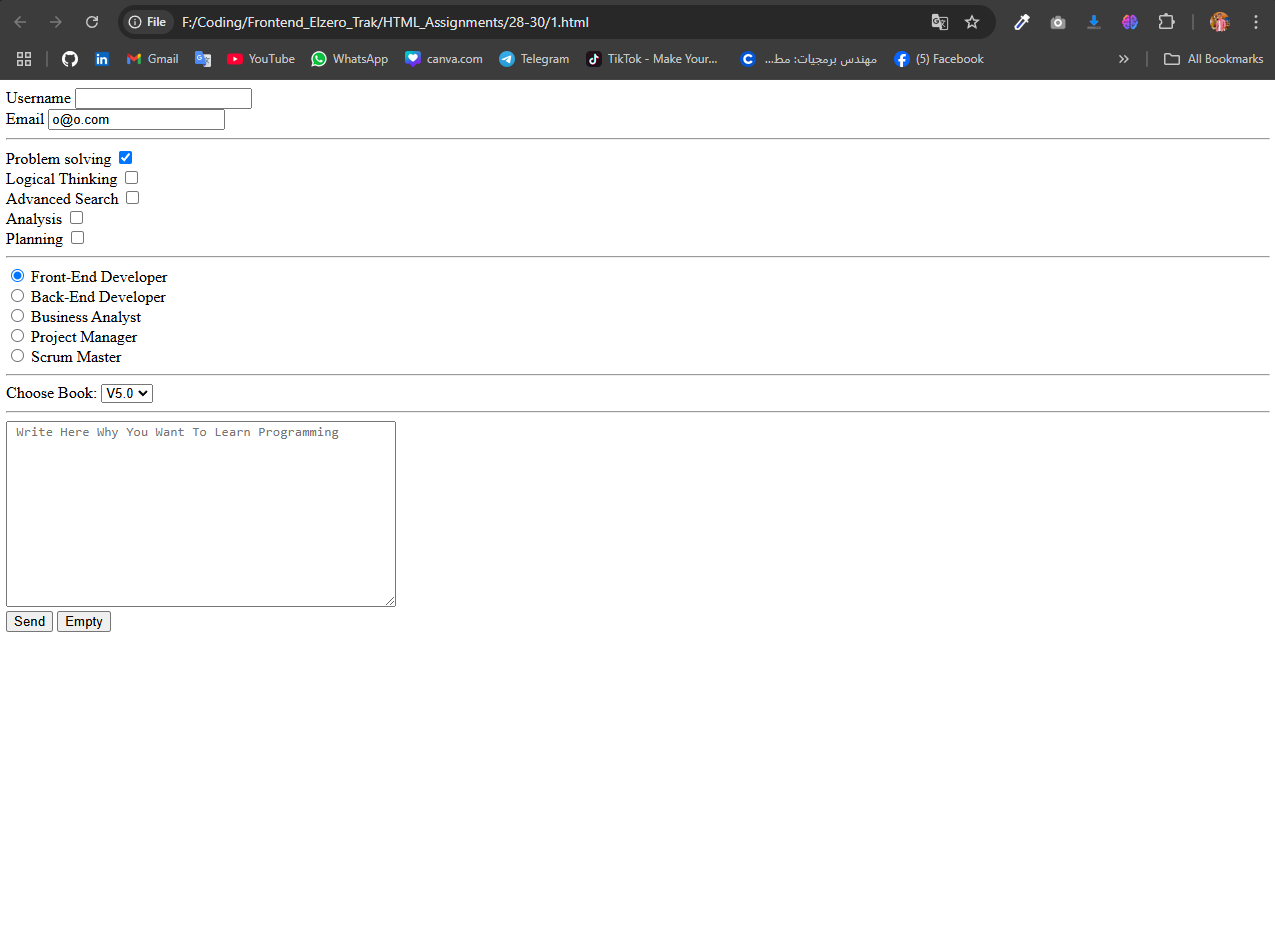 File F:/Coding/Frontend_Elzero_Trak/HTML_Assignments/28-30/1.html
Gmail YouTube WhatsApp canva.com Telegram TikTok - Make Your... مهندس برمجيات: مط... (5) Facebook » All Bookmarks
Username
Email o@o.com
Problem solving
Logical Thinking
Advanced Search
Analysis
Planning
Front-End Developer
Back-End Developer
Business Analyst
Project Manager
Scrum Master
Choose Book: V5.0
Write Here Why You Want To Learn Programming
Send Empty